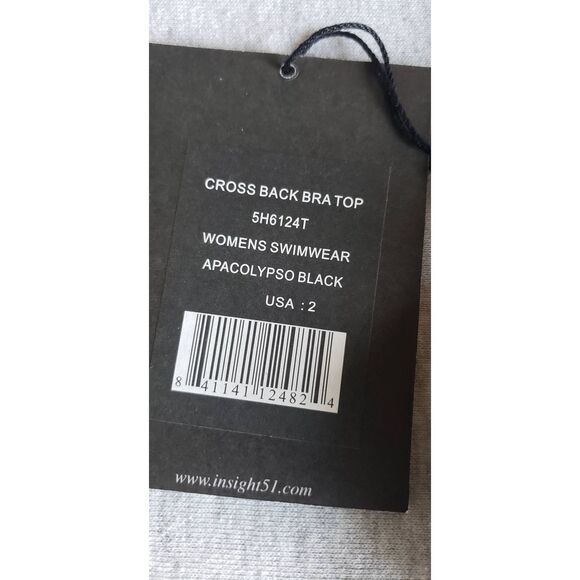 CROSS BACK BRA TOP
5H6124T
WOMENS SWIMWEAR
APACOLYPSO BLACK
USA : 2
8 41141 12482 4
www.insight51.com